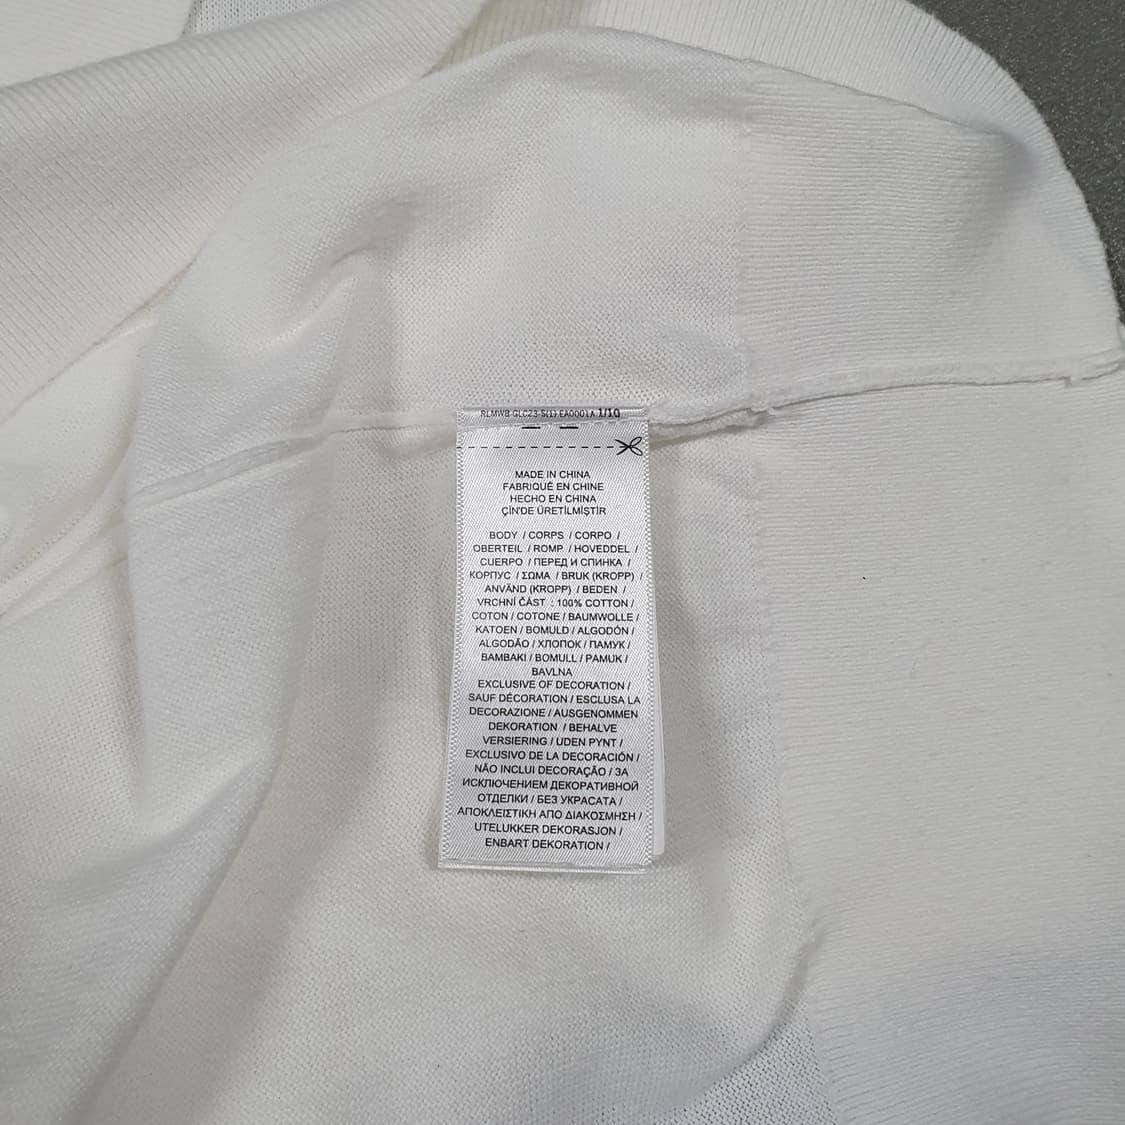 RLMWB-GLC23-S(1) EA0001A 1/10
MADE IN CHINA
FABRIQUÉ EN CHINE
HECHO EN CHINA
ÇİN'DE ÜRETİLMİŞTİR
BODY / CORPS / CORPO /
OBERTEIL / ROMP / HOVEDDEL /
CUERPO / ПЕРЕД И СПИНКА /
КОРПУС / ΣΩΜΑ / BRUK (KROPP) /
ANVÄND (KROPP) / BEDEN /
VRCHNÍ ČÁST : 100% COTTON /
COTON / COTONE / BAUMWOLLE /
KATOEN / BOMULD / ALGODÓN /
ALGODÃO / ХЛОПОК / ПАМУК /
BAMBAKI / BOMULL / PAMUK /
BAVLNA
EXCLUSIVE OF DECORATION /
SAUF DÉCORATION / ESCLUSA LA
DECORAZIONE / AUSGENOMMEN
DEKORATION / BEHALVE
VERSIERING / UDEN PYNT /
EXCLUSIVO DE LA DECORACIÓN /
NÃO INCLUI DECORAÇÃO / ЗА
ИСКЛЮЧЕНИЕМ ДЕКОРАТИВНОЙ
ОТДЕЛКИ / БЕЗ УКРАСАТА /
ΑΠΟΚΛΕΙΣΤΙΚΗ ΑΠΟ ΔΙΑΚΟΣΜΗΣΗ /
UTELUKKER DEKORASJON /
ENBART DEKORATION /